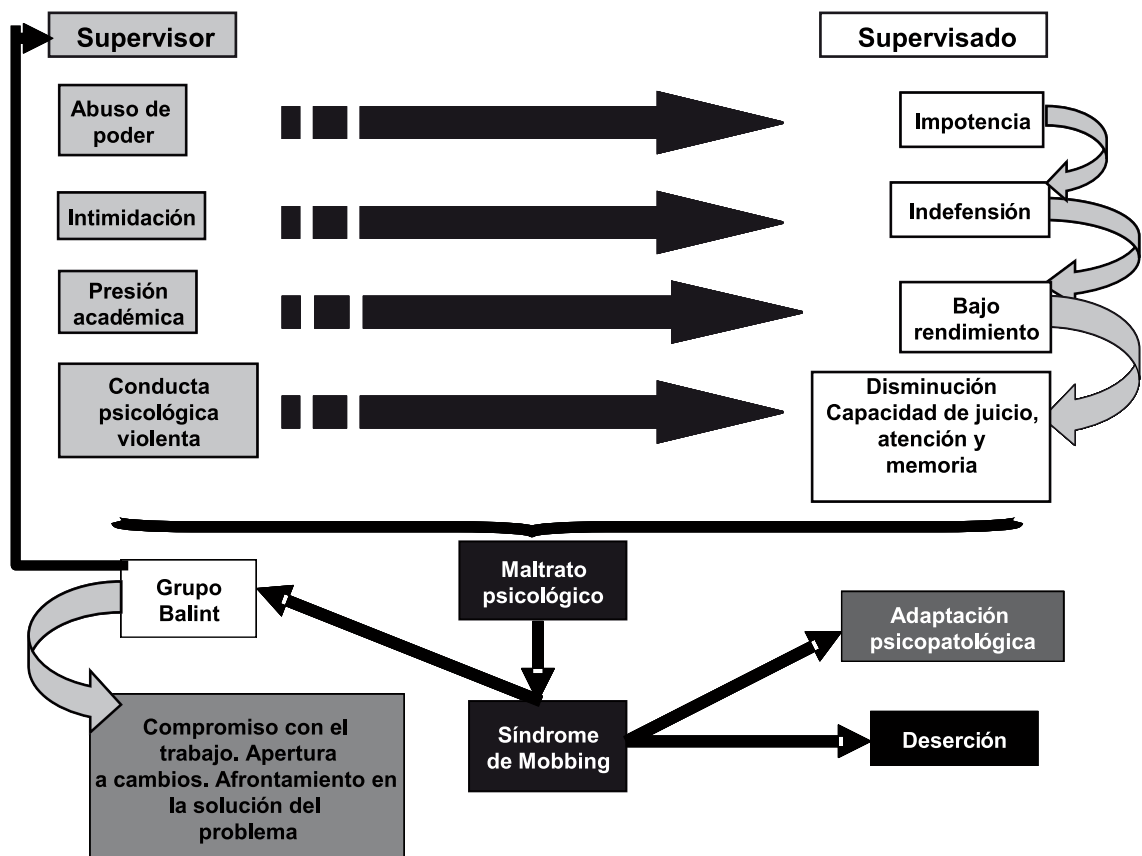 Supervisor
Supervisado
Abuso de
poder
Impotencia
Intimidación
Indefensión
Presión
académica
Bajo
rendimiento
Conducta
psicológica
violenta
Disminución
Capacidad de juicio,
atención y
memoria
Maltrato
psicológico
Grupo
Balint
Adaptación
psicopatológica
Síndrome
de Mobbing
Deserción
Compromiso con el
trabajo. Apertura
a cambios. Afrontamiento en
la solución del
problema